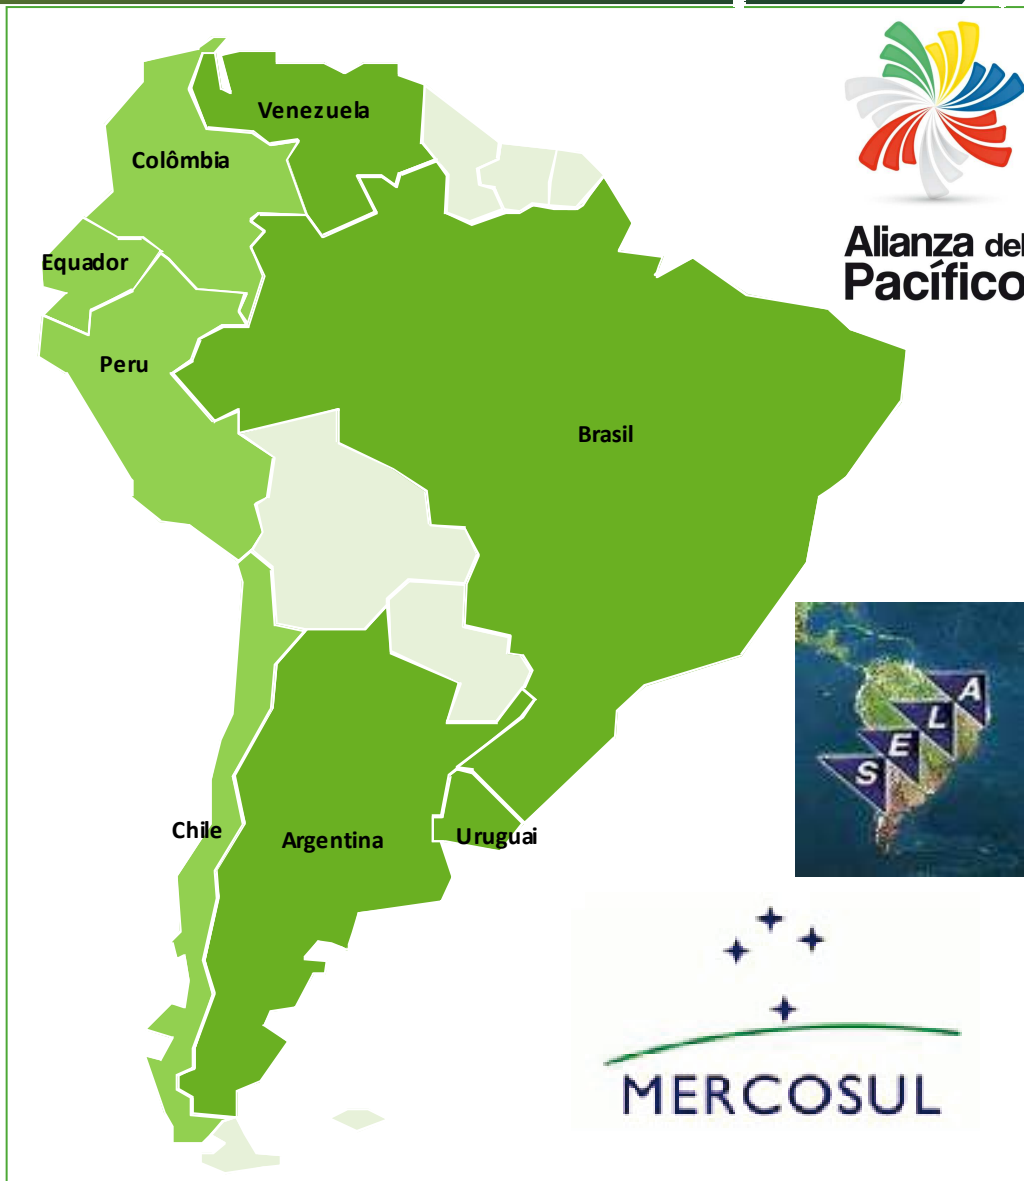 Venezuela
Colômbia
Alianza del
Pacífico
Equador
Peru
Brasil
A
L
E
S
Chile
Argentina
Uruguai
MERCOSUL